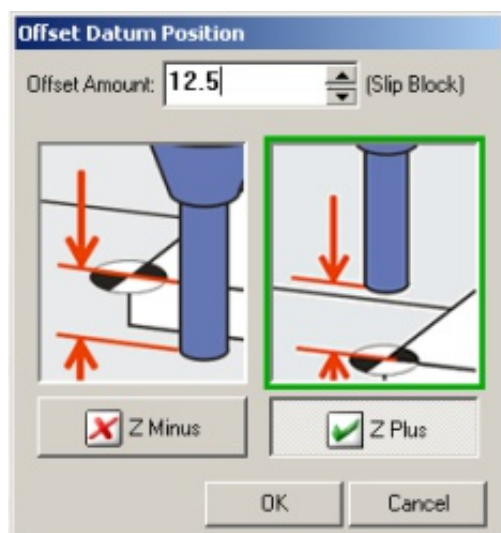 Offset Datum Position
Offset Amount: 12.5 (Slip Block)
Z Minus Z Plus
OK Cancel